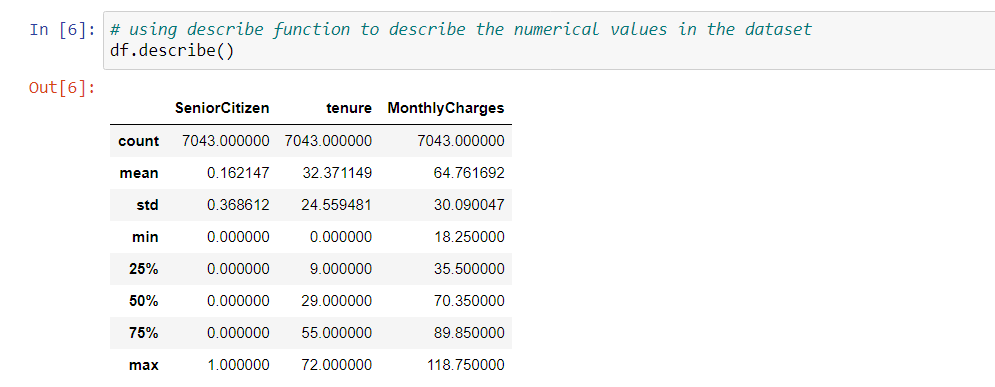 In [6]: # using describe function to describe the numerical values in the dataset
df.describe()
Out[6]:
SeniorCitizen tenure MonthlyCharges
count 7043.000000 7043.000000 7043.000000
mean 0.162147 32.371149 64.761692
std 0.368612 24.559481 30.090047
min 0.000000 0.000000 18.250000
25% 0.000000 9.000000 35.500000
50% 0.000000 29.000000 70.350000
75% 0.000000 55.000000 89.850000
max 1.000000 72.000000 118.750000